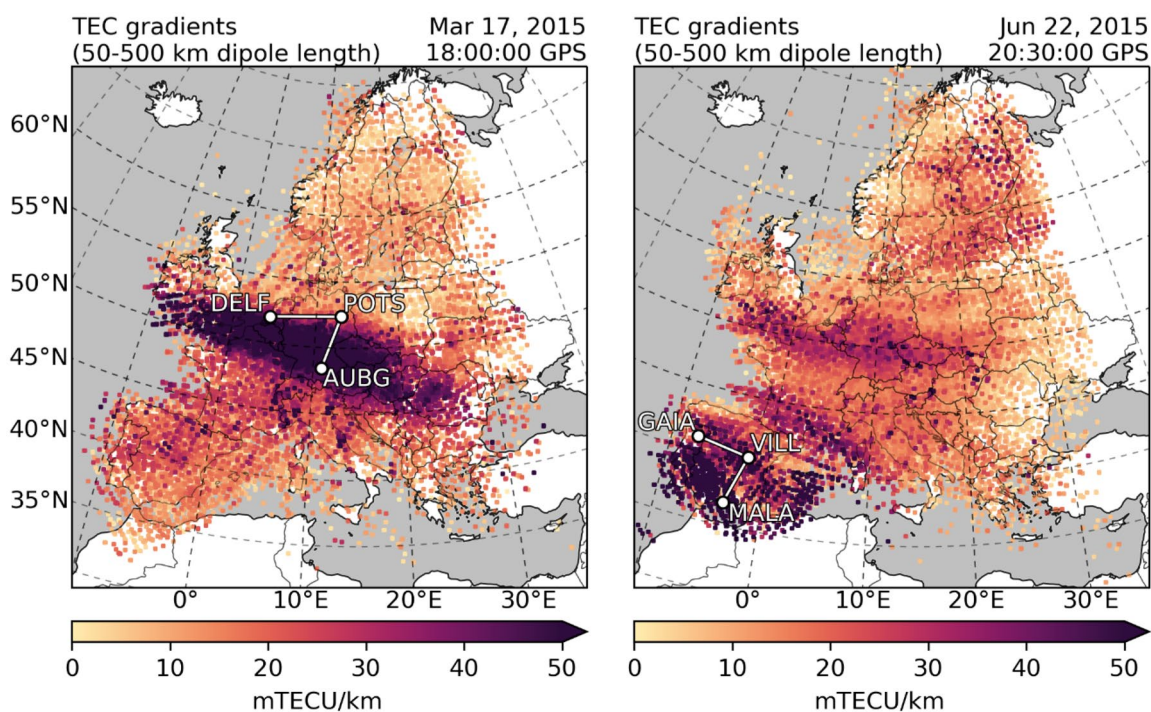 TEC gradients
(50-500 km dipole length)
Mar 17, 2015
18:00:00 GPS
60°N
55°N
50°N
45°N
40°N
35°N
DELF
POTS
AUBG
0°
10°E
20°E
30°E
0 10 20 30 40 50
mTECU/km
TEC gradients
(50-500 km dipole length)
Jun 22, 2015
20:30:00 GPS
GAIA
VILL
MALA
0°
10°E
20°E
30°E
0 10 20 30 40 50
mTECU/km